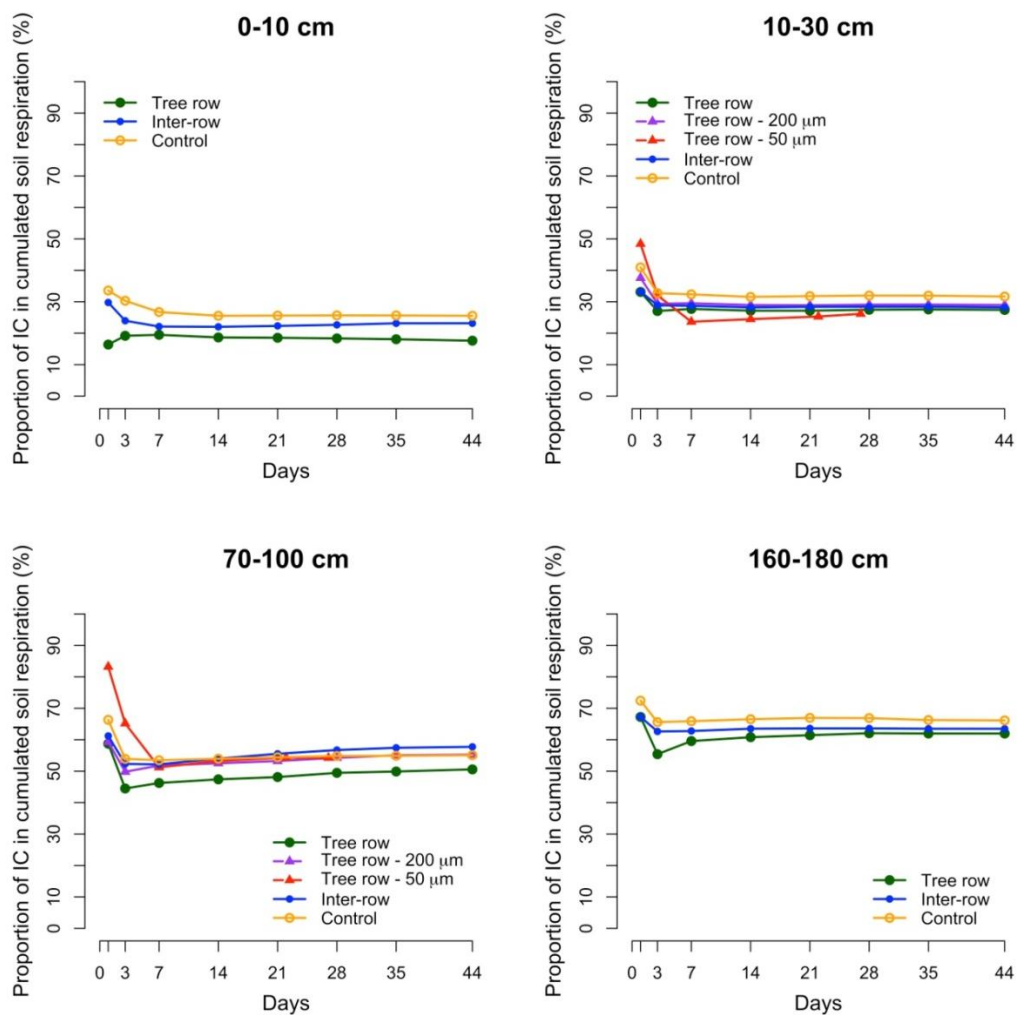 0-10 cm
Proportion of IC in cumulated soil respiration (%)
90
70
50
30
10
0
Tree row
Inter-row
Control
0 3 7 14 21 28 35 44
Days
10-30 cm
Proportion of IC in cumulated soil respiration (%)
90
70
50
30
10
0
Tree row
Tree row - 200 μm
Tree row - 50 μm
Inter-row
Control
0 3 7 14 21 28 35 44
Days
70-100 cm
Proportion of IC in cumulated soil respiration (%)
90
70
50
30
10
0
Tree row
Tree row - 200 μm
Tree row - 50 μm
Inter-row
Control
0 3 7 14 21 28 35 44
Days
160-180 cm
Proportion of IC in cumulated soil respiration (%)
90
70
50
30
10
0
Tree row
Inter-row
Control
0 3 7 14 21 28 35 44
Days